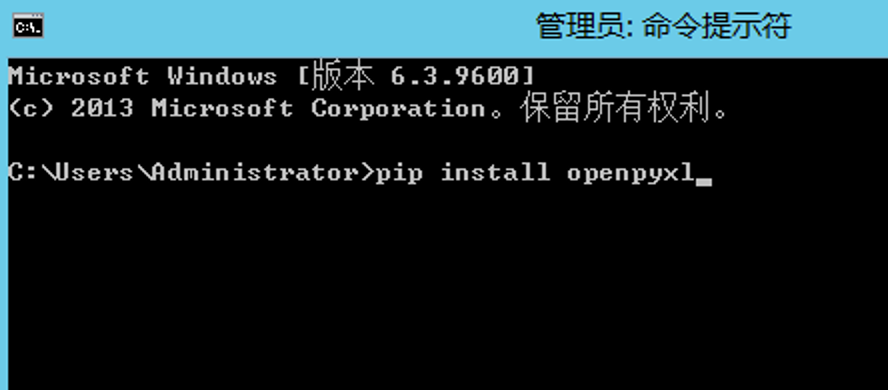 管理员: 命令提示符
Microsoft Windows [版本 6.3.9600]
(c) 2013 Microsoft Corporation。保留所有权利。
C:\Users\Administrator>pip install openpyxl_